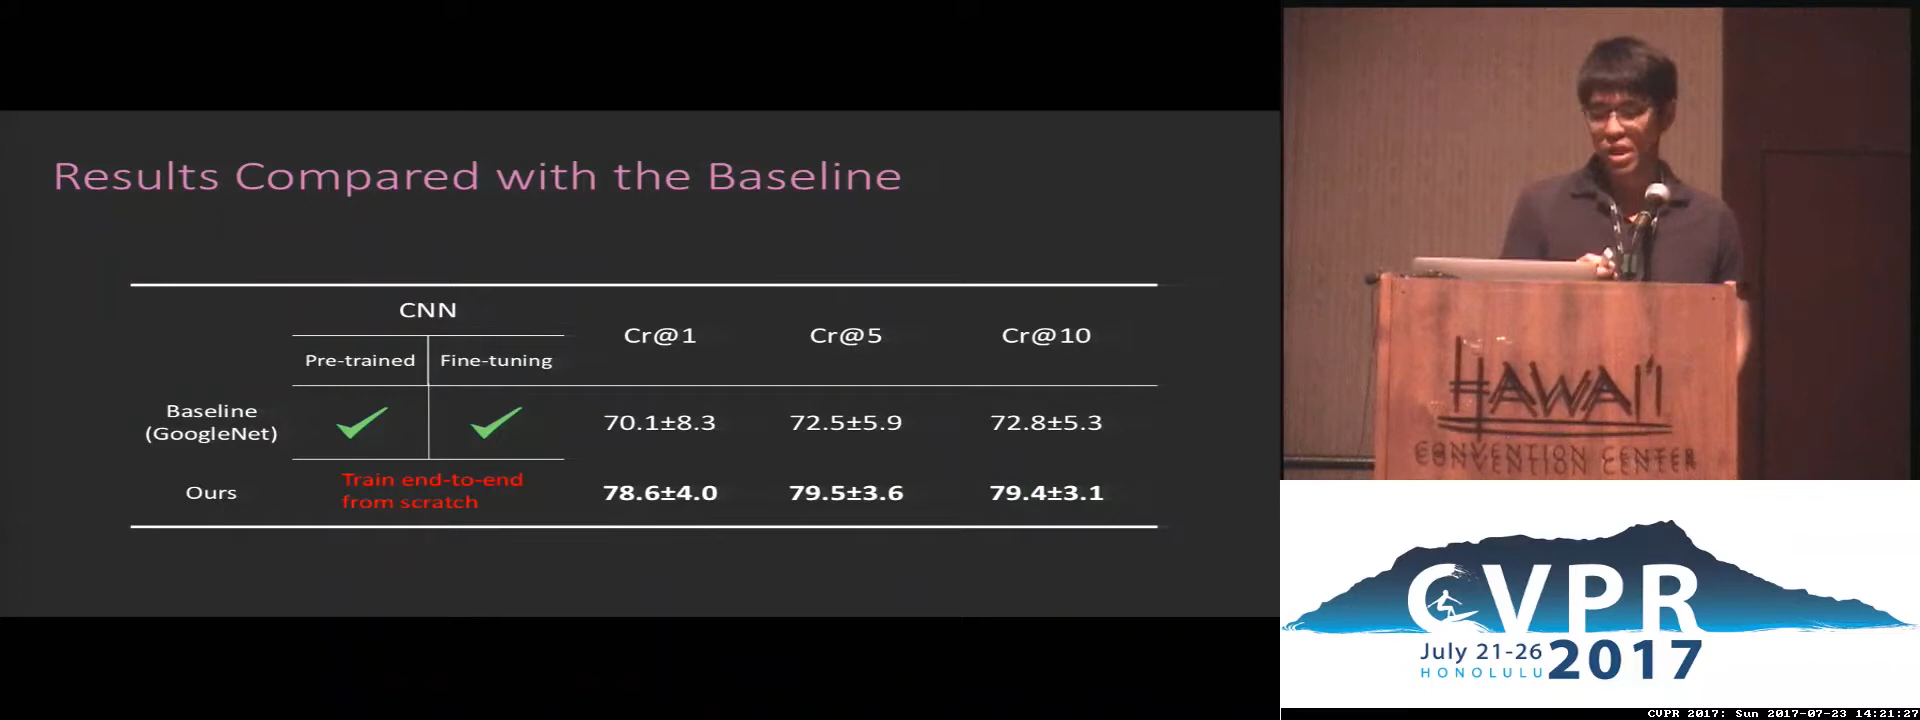 Results Compared with the Baseline
CNN
Cr@1 Cr@5 Cr@10
Pre-trained Fine-tuning
Baseline
(GoogleNet)
70.1±8.3 72.5±5.9 72.8±5.3
Ours
Train end-to-end
from scratch
78.6±4.0 79.5±3.6 79.4±3.1
HAWAI'I
CONVENTION CENTER
CVPR
July 21-26
HONOLULU
2017
CVPR 2017: Sun 2017-07-23 14:21:27